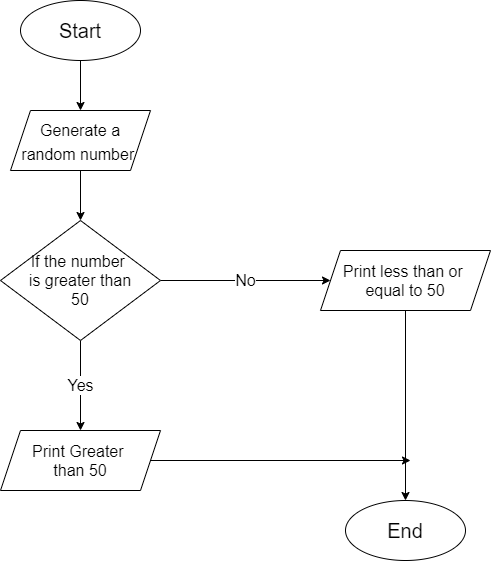 Start
Generate a
random number
If the number
is greater than
50
No
Print less than or
equal to 50
Yes
Print Greater
than 50
End